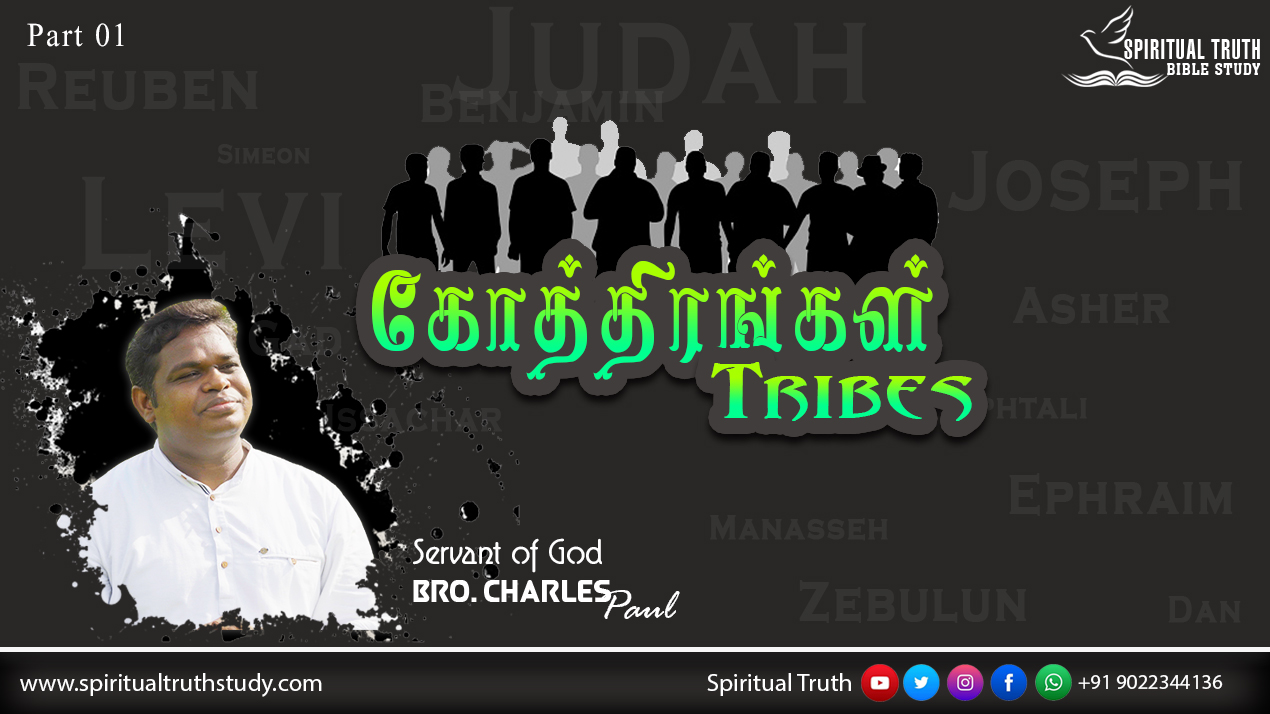 Part 01
SPIRITUAL TRUTH
BIBLE STUDY
JUDAH
REUBEN
BENJAMIN
SIMEON
JOSEPH
LEVI
ASHER
GAD
கோத்திரங்கள்
TRIBES
ISSACHAR
PHTALI
EPHRAIM
MANASSEH
Servant of God
BRO. CHARLES
Paul
ZEBULUN
DAN
www.spiritualtruthstudy.com
Spiritual Truth
+91 9022344136